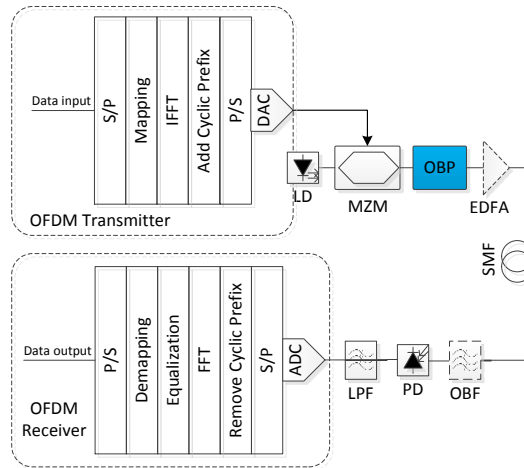 Data input
S/P
Mapping
IFFT
Add Cyclic Prefix
P/S
DAC
OFDM Transmitter
LD
MZM
OBP
EDFA
SMF
Data output
P/S
Demapping
Equalization
FFT
Remove Cyclic Prefix
S/P
ADC
LPF
PD
OBF
OFDM
Receiver